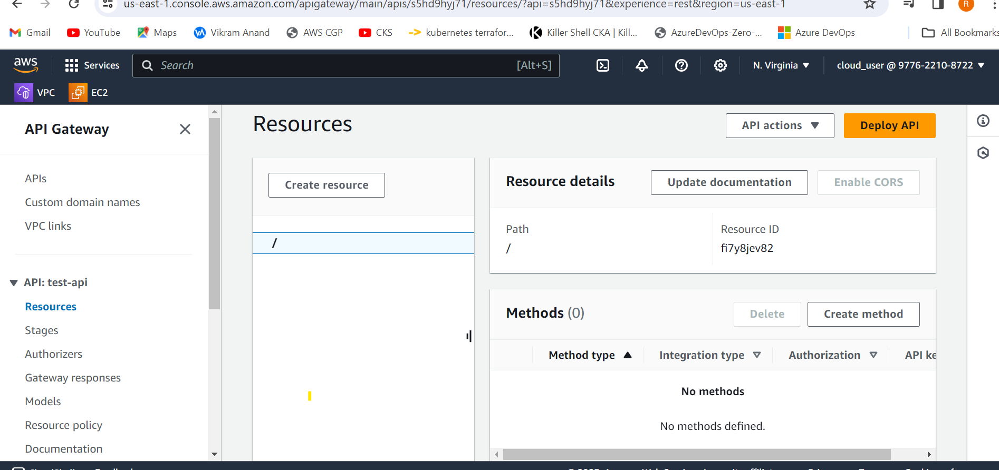 us-east-1.console.aws.amazon.com/apigateway/main/apis/s5hd9hyj71/resources/?api=s5hd9hyj71&experience=rest&region=us-east-1
R
Gmail YouTube Maps Vikram Anand AWS CGP CKS kubernetes terrafor... Killer Shell CKA | Kill... AzureDevOps-Zero-... Azure DevOps All Bookmarks
aws Services Search [Alt+S] N. Virginia cloud_user @ 9776-2210-8722
VPC EC2
API Gateway
APIs
Custom domain names
VPC links
API: test-api
Resources
Stages
Authorizers
Gateway responses
Models
Resource policy
Documentation
Resources
API actions Deploy API
Create resource
/
Resource details Update documentation Enable CORS
Path
/
Resource ID
fi7y8jev82
Methods (0) Delete Create method
Method type Integration type Authorization API ke
No methods
No methods defined.